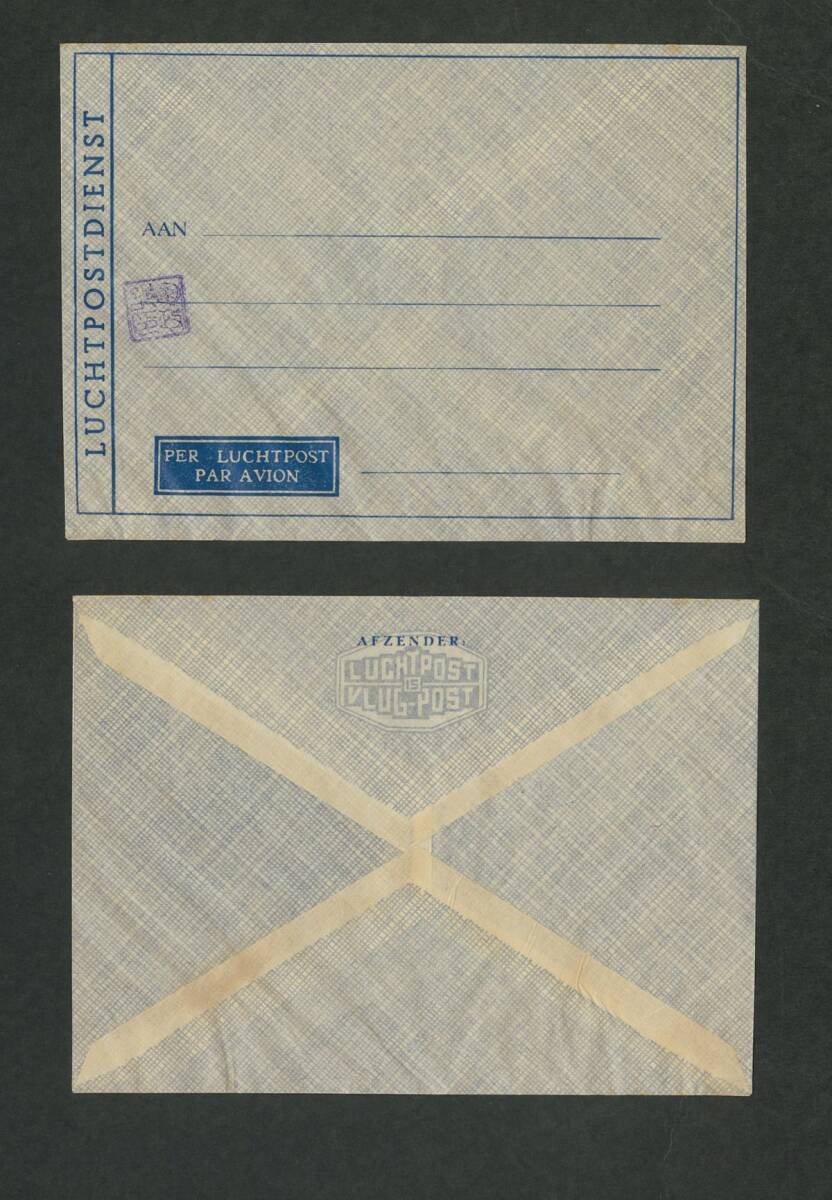 LUCHTPOSTDIENST
AAN
PER LUCHTPOST
PAR AVION
AFZENDER:
LUCHTPOST
IS
VLUG-POST